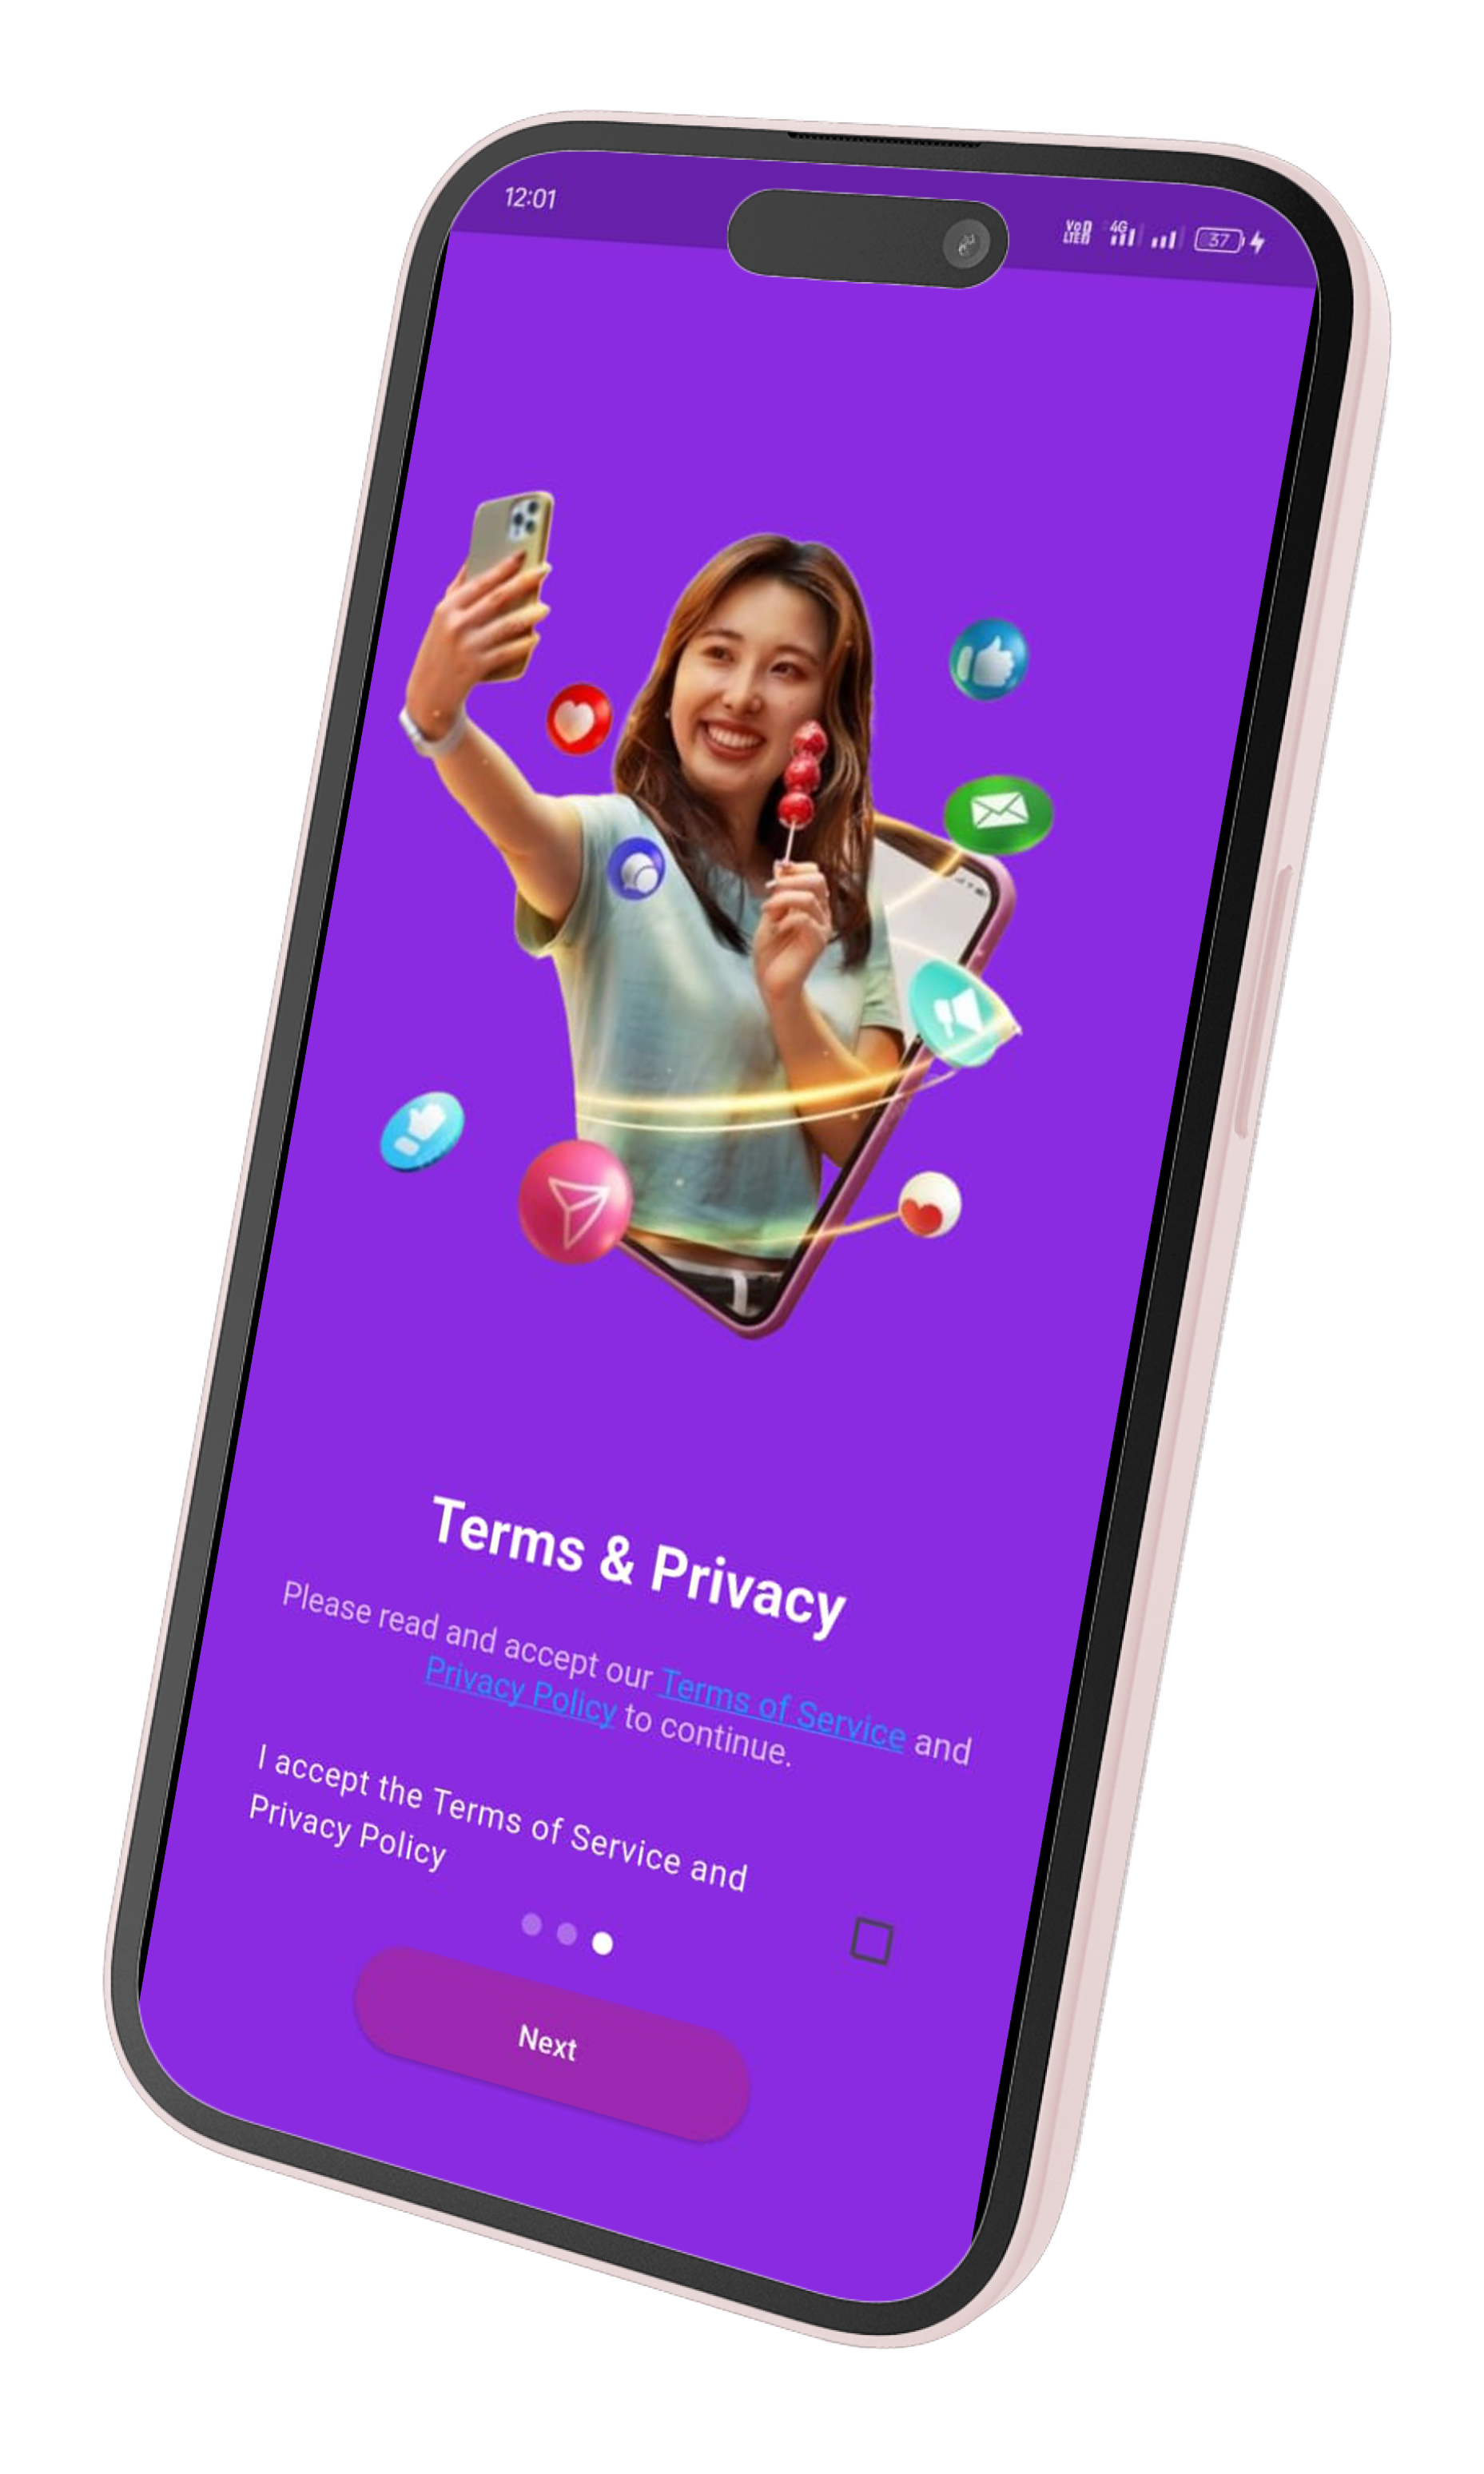 12:01
Vo LTE 4G 37
Terms & Privacy
Please read and accept our Terms of Service and
Privacy Policy to continue.
I accept the Terms of Service and
Privacy Policy
Next